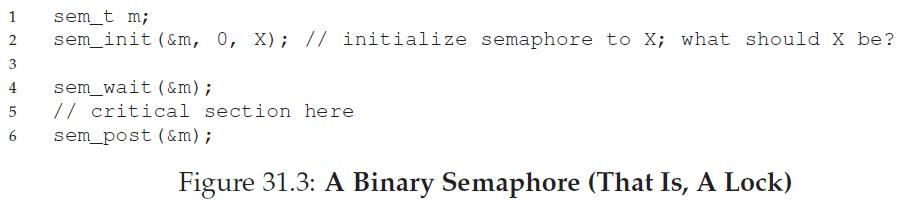 1 sem_t m;
2 sem_init(&m, 0, X); // initialize semaphore to X; what should X be?
3
4 sem_wait(&m);
5 // critical section here
6 sem_post(&m);
Figure 31.3: A Binary Semaphore (That Is, A Lock)